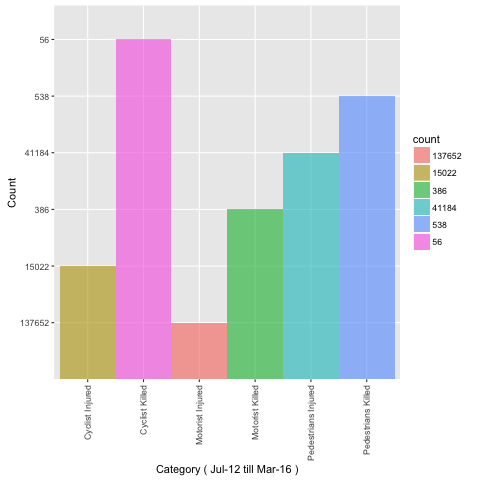 56
538
41184
386
15022
137652
Count
Cyclist Injured
Cyclist Killed
Motorist Injured
Motorist Killed
Pedestrians Injured
Pedestrians Killed
Category ( Jul-12 till Mar-16 )
count
137652
15022
386
41184
538
56